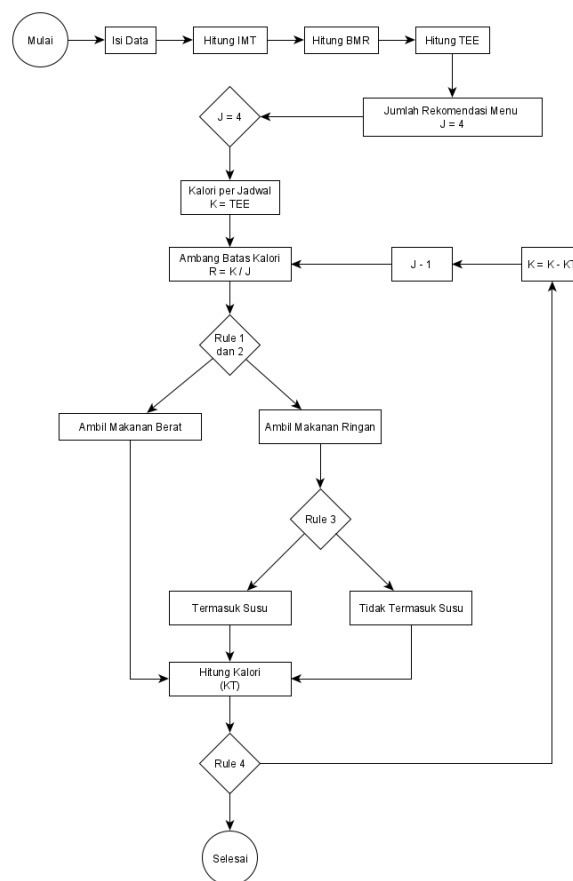 Mulai
Isi Data
Hitung IMT
Hitung BMR
Hitung TEE
Jumlah Rekomendasi Menu
J = 4
J = 4
Kalori per Jadwal
K = TEE
Ambang Batas Kalori
R = K / J
J - 1
K = K - KT
Rule 1
dan 2
Ambil Makanan Berat
Ambil Makanan Ringan
Rule 3
Termasuk Susu
Tidak Termasuk Susu
Hitung Kalori
(KT)
Rule 4
Selesai